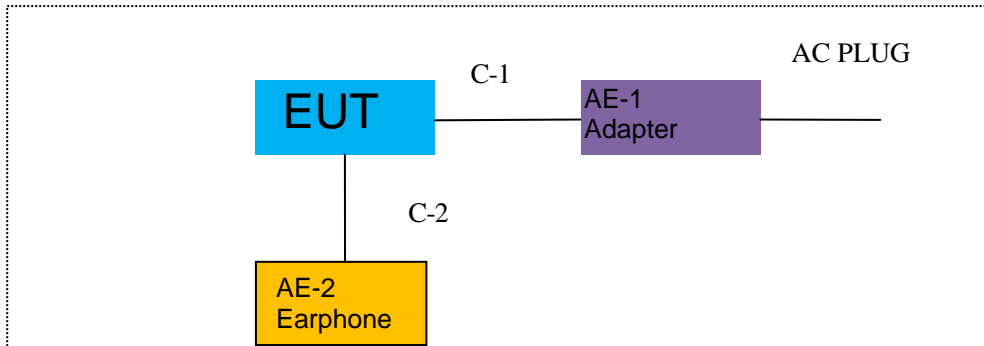 AC PLUG
C-1
EUT
AE-1
Adapter
C-2
AE-2
Earphone